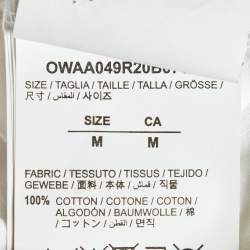 OWAA049R20B07
SIZE / TAGLIA / TAILLE / TALLA / GRÖSSE /
尺寸 / المقاس / 사이즈
SIZE CA
M M
FABRIC / TESSUTO / TISSUS / TEJIDO /
GEWEBE / 面料 / 本体 / قماش / 직물
100% COTTON / COTONE / COTON /
ALGODÓN / BAUMWOLLE / 棉
/ コットン / القطن / 면직